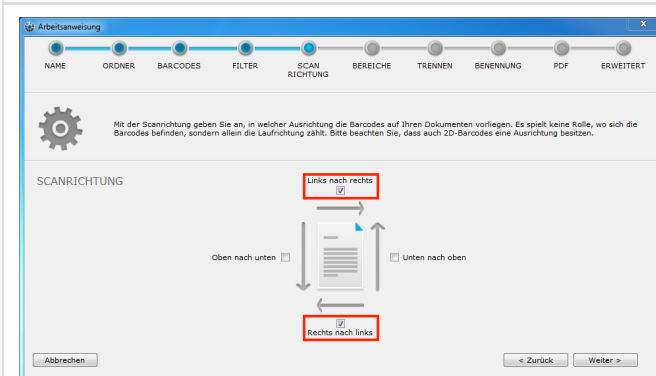 Arbeitsanweisung
NAME
ORDNER
BARCODES
FILTER
SCAN
RICHTUNG
BEREICHE
TRENNEN
BENENNUNG
PDF
ERWEITERT
Mit der Scanrichtung geben Sie an, in welcher Ausrichtung die Barcodes auf Ihren Dokumenten vorliegen. Es spielt keine Rolle, wo sich die
Barcodes befinden, sondern allein die Laufrichtung zählt. Bitte beachten Sie, dass auch 2D-Barcodes eine Ausrichtung besitzen.
SCANRICHTUNG
Links nach rechts
Oben nach unten
Unten nach oben
Rechts nach links
Abbrechen
< Zurück
Weiter >